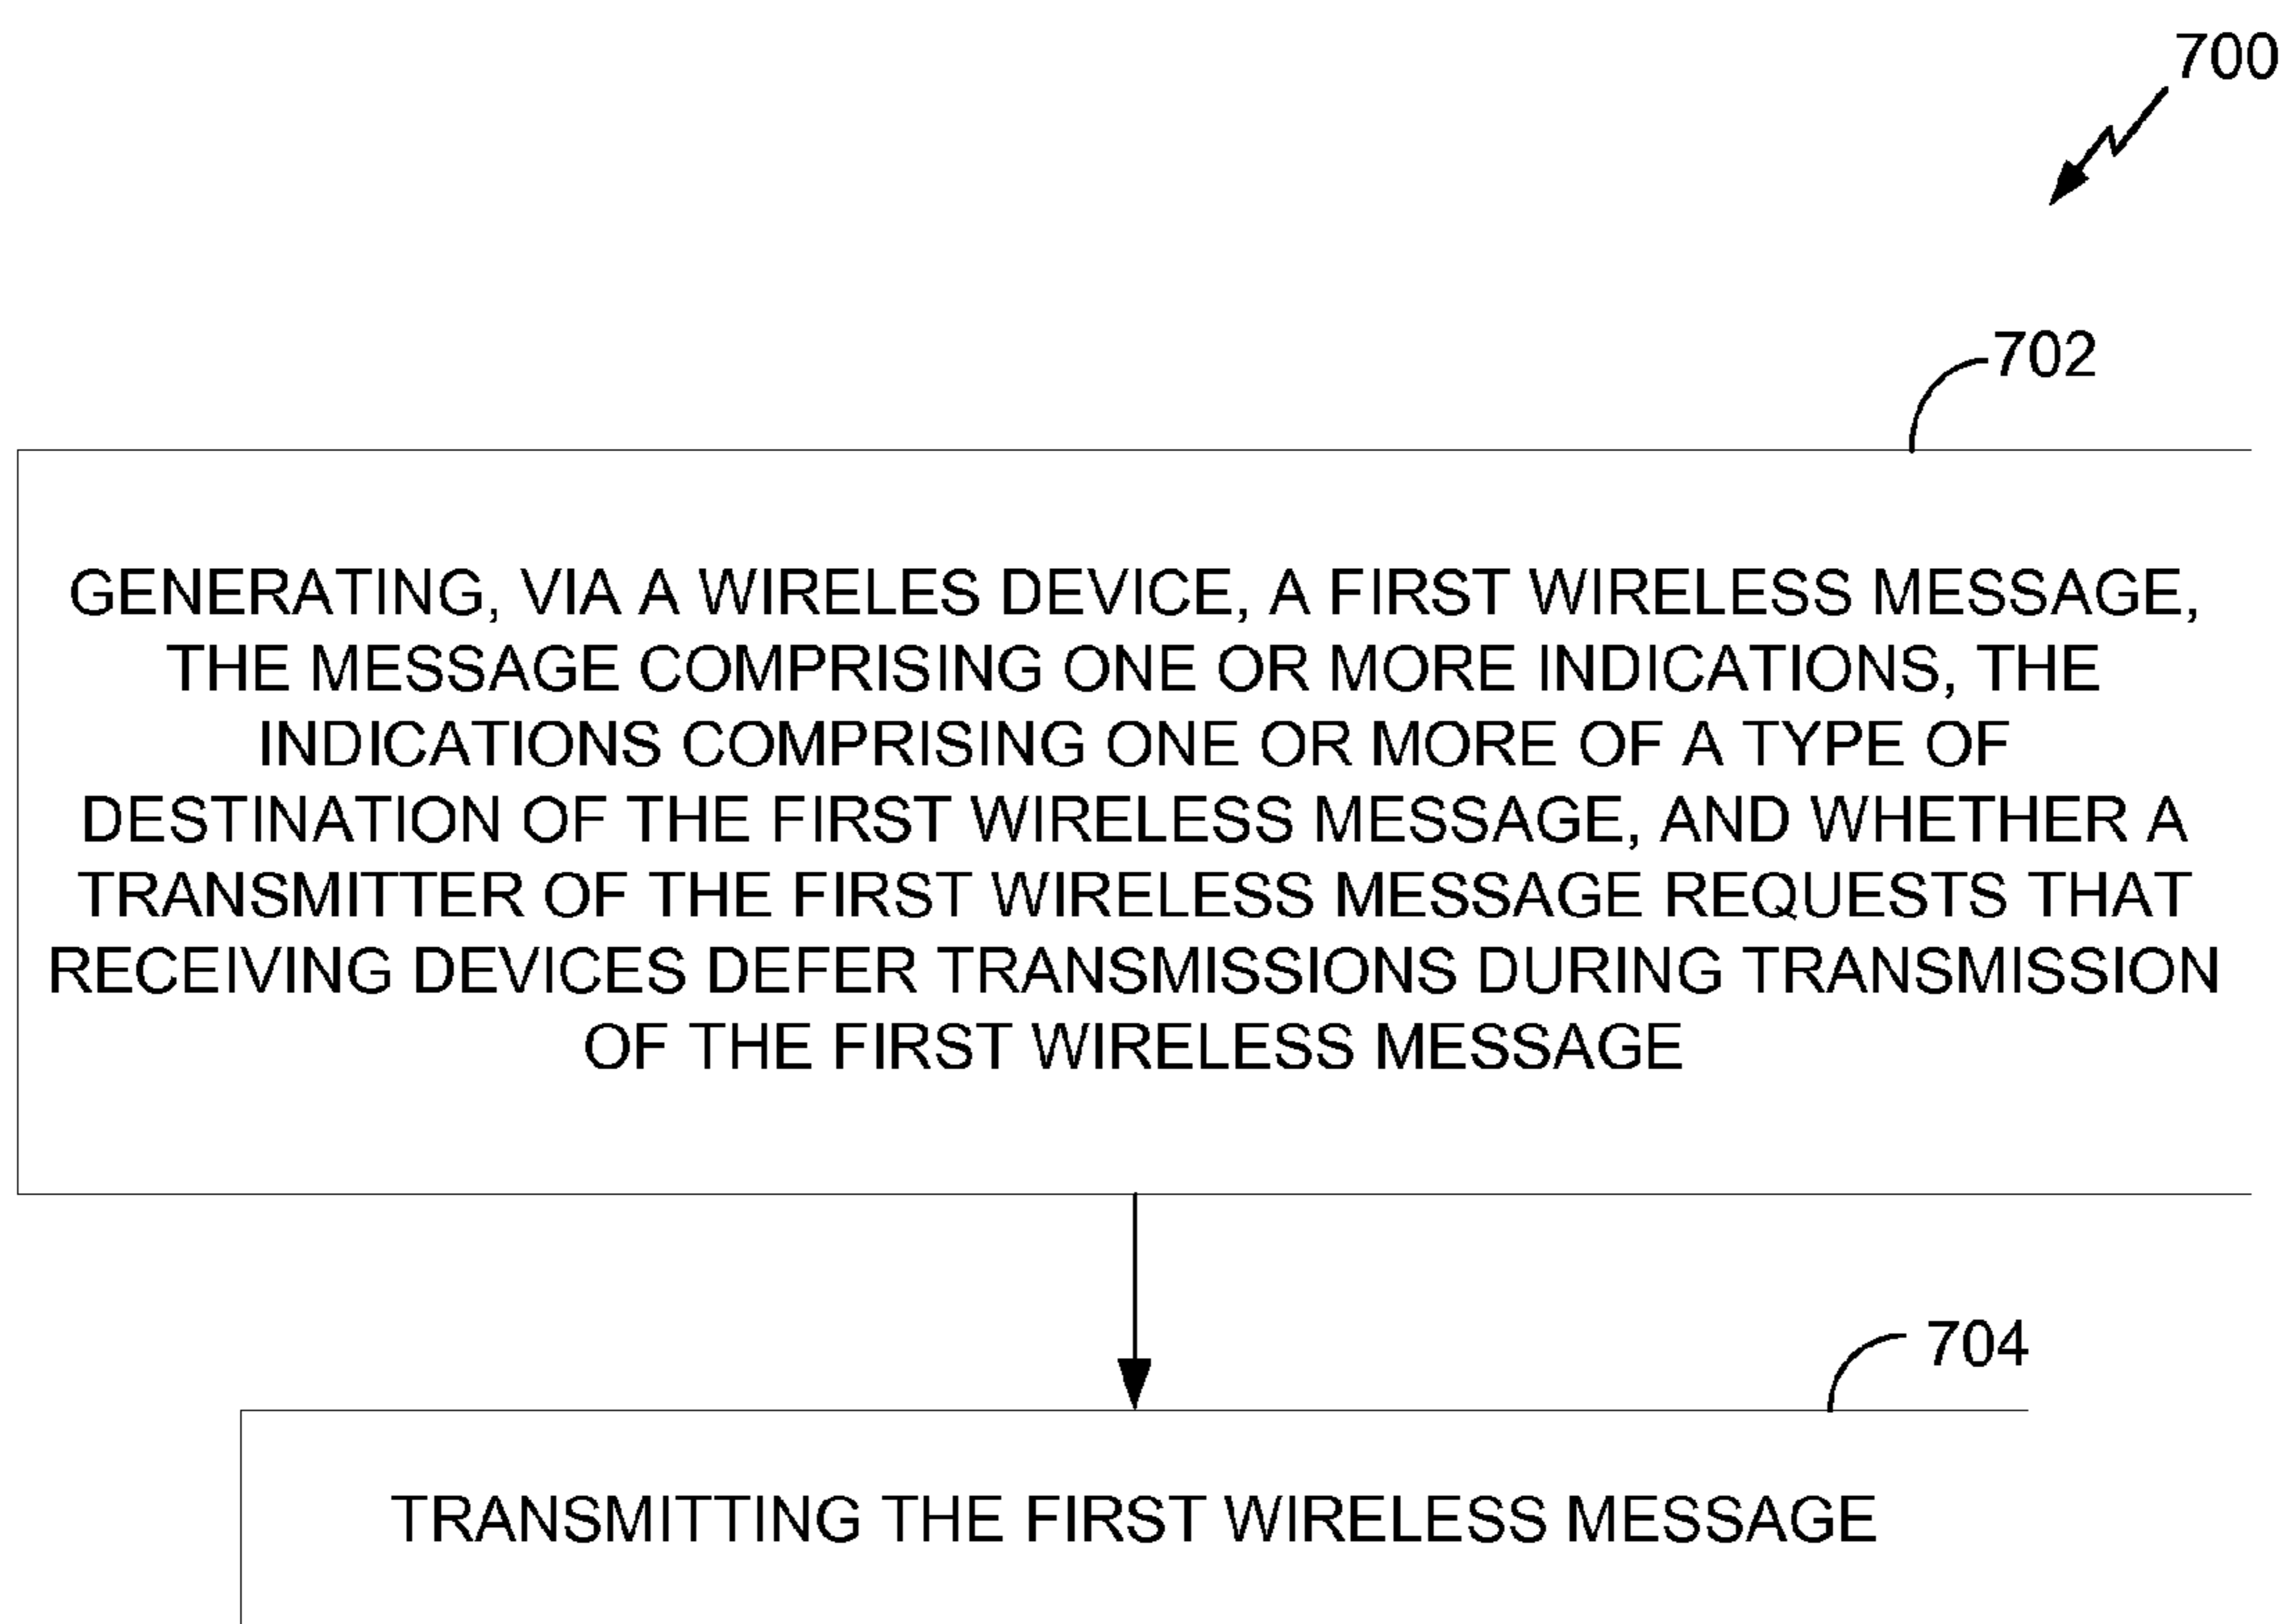 700
702
GENERATING, VIA A WIRELES DEVICE, A FIRST WIRELESS MESSAGE,
THE MESSAGE COMPRISING ONE OR MORE INDICATIONS, THE
INDICATIONS COMPRISING ONE OR MORE OF A TYPE OF
DESTINATION OF THE FIRST WIRELESS MESSAGE, AND WHETHER A
TRANSMITTER OF THE FIRST WIRELESS MESSAGE REQUESTS THAT
RECEIVING DEVICES DEFER TRANSMISSIONS DURING TRANSMISSION
OF THE FIRST WIRELESS MESSAGE
704
TRANSMITTING THE FIRST WIRELESS MESSAGE